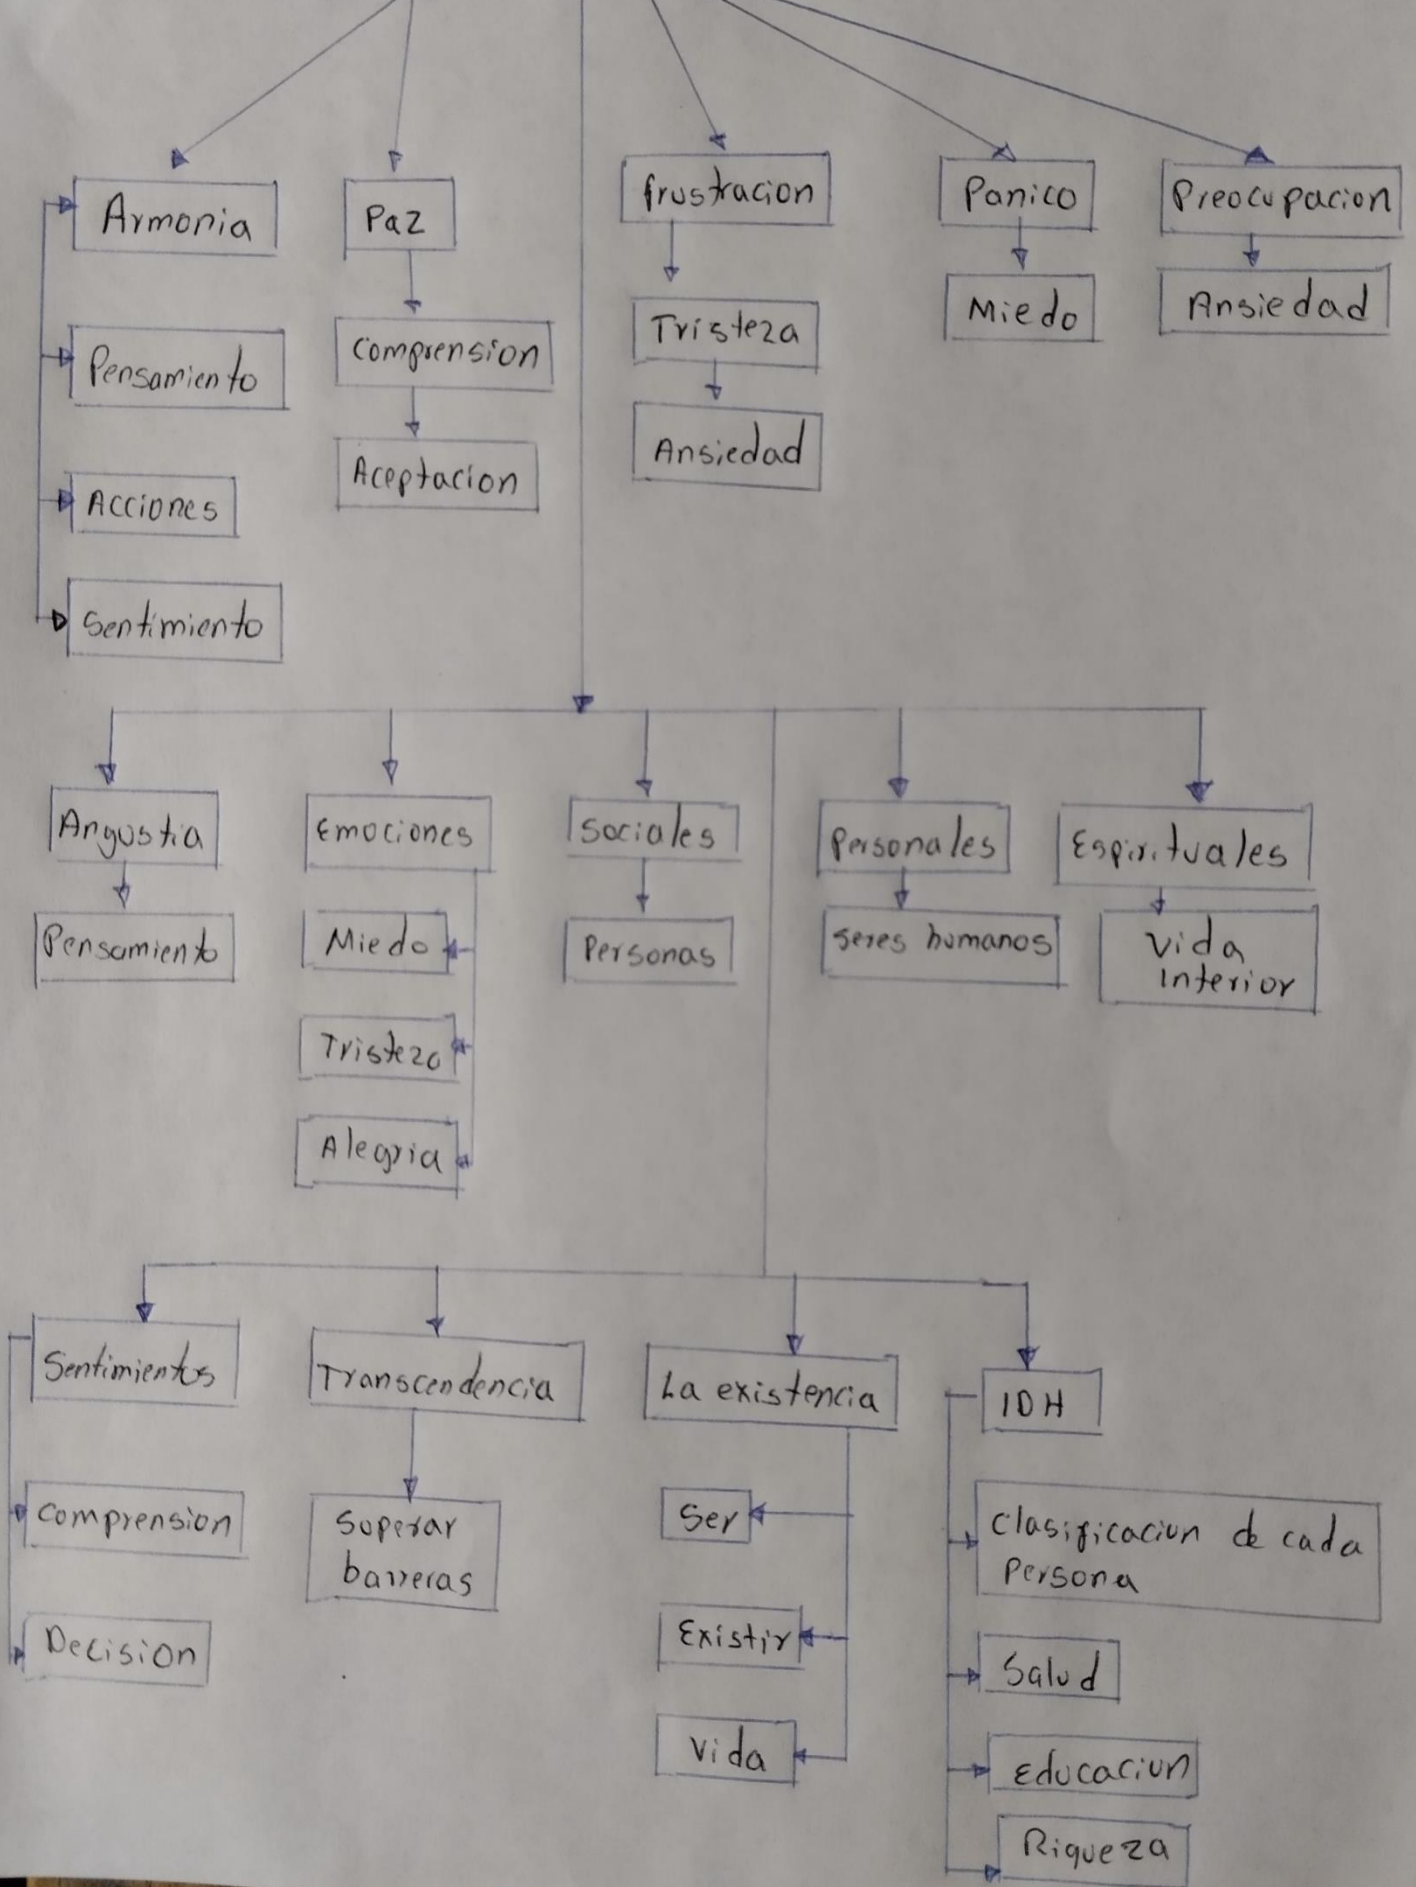 Armonia
Pensamiento
Acciones
Sentimiento
Paz
Comprension
Aceptacion
frustracion
Tristeza
Ansiedad
Panico
Miedo
Preocupacion
Ansiedad
Angustia
Pensamiento
Emociones
Miedo
Tristeza
Alegria
Sociales
Personas
Personales
Seres humanos
Espirituales
Vida
Interior
Sentimientos
Comprension
Decision
Transcendencia
Superar
barreras
La existencia
Ser
Existir
Vida
IDH
Clasificacion de cada
Persona
Salud
Educacion
Riqueza